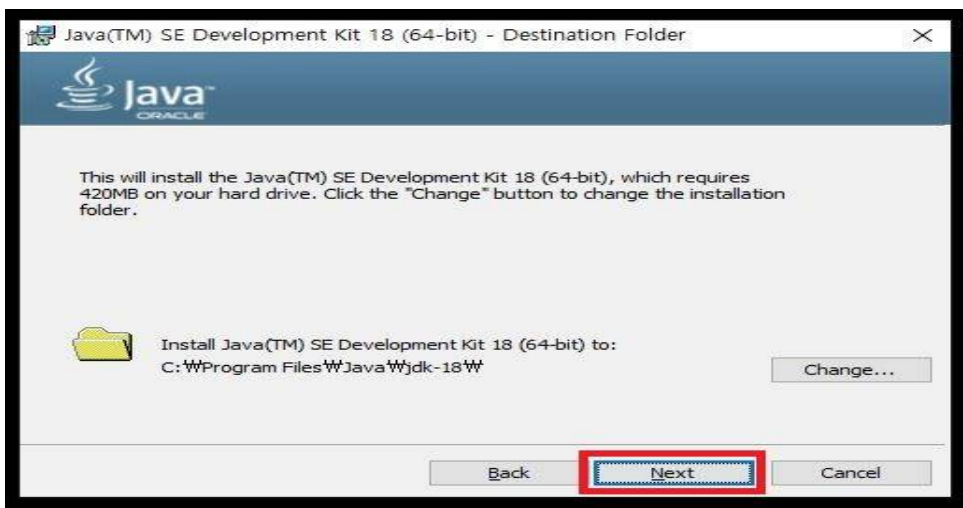 Java(TM) SE Development Kit 18 (64-bit) - Destination Folder
Java™
ORACLE
This will install the Java(TM) SE Development Kit 18 (64-bit), which requires
420MB on your hard drive. Click the "Change" button to change the installation
folder.
Install Java(TM) SE Development Kit 18 (64-bit) to:
C:₩Program Files₩Java₩jdk-18₩
Change...
Back
Next
Cancel